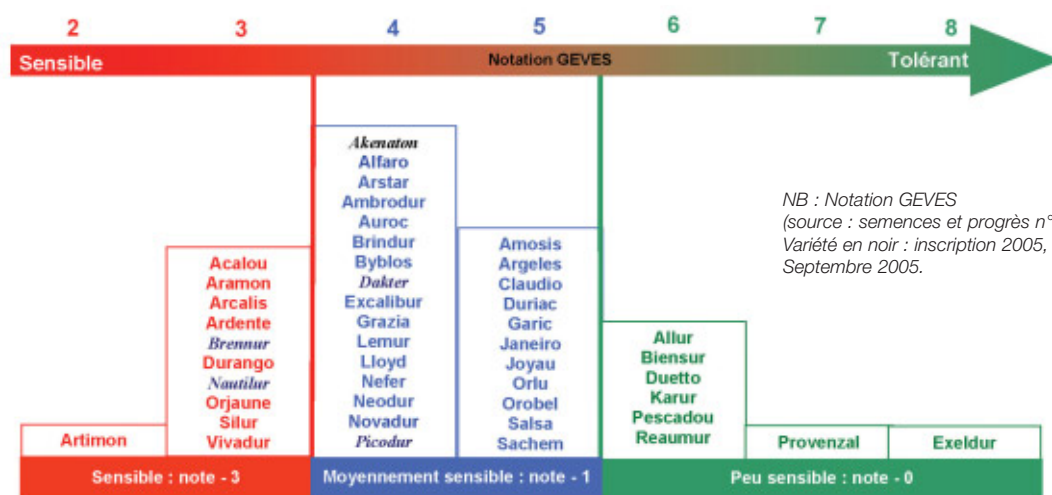 2 3 4 5 6 7 8
Sensible Notation GEVES Tolérant
NB : Notation GEVES
(source : semences et progrès n°
Variété en noir : inscription 2005,
Septembre 2005.
Artimon
Acalou
Aramon
Arcalis
Ardente
Brennur
Durango
Nautilur
Orjaune
Silur
Vivadur
Akenaton
Alfaro
Arstar
Ambrodur
Auroc
Brindur
Byblos
Dakter
Excalibur
Grazia
Lemur
Lloyd
Nefer
Neodur
Novadur
Picodur
Amosis
Argeles
Claudio
Duriac
Garic
Janeiro
Joyau
Orlu
Orobel
Salsa
Sachem
Allur
Biensur
Duetto
Karur
Pescadou
Reaumur
Provenzal
Exeldur
Sensible : note - 3
Moyennement sensible : note - 1
Peu sensible : note - 0